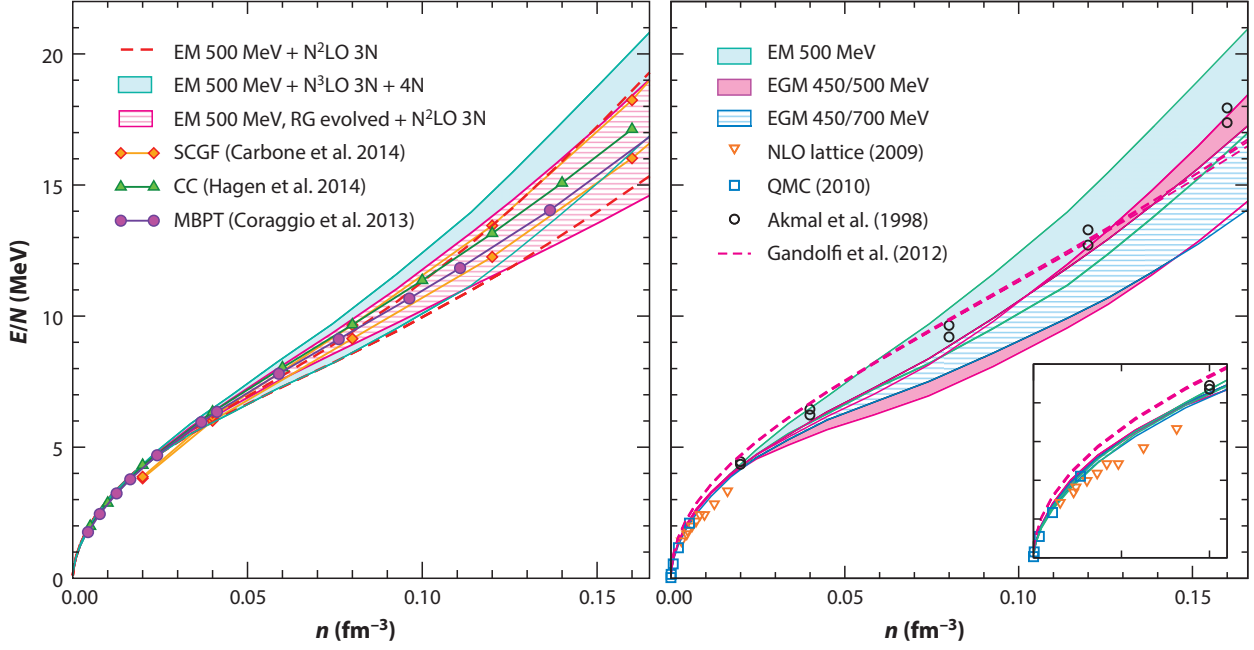 20
15
10
5
0
E/N (MeV)
EM 500 MeV + N²LO 3N
EM 500 MeV + N³LO 3N + 4N
EM 500 MeV, RG evolved + N²LO 3N
SCGF (Carbone et al. 2014)
CC (Hagen et al. 2014)
MBPT (Coraggio et al. 2013)
0.00 0.05 0.10 0.15
n (fm⁻³)
EM 500 MeV
EGM 450/500 MeV
EGM 450/700 MeV
NLO lattice (2009)
QMC (2010)
Akmal et al. (1998)
Gandolfi et al. (2012)
0.00 0.05 0.10 0.15
n (fm⁻³)